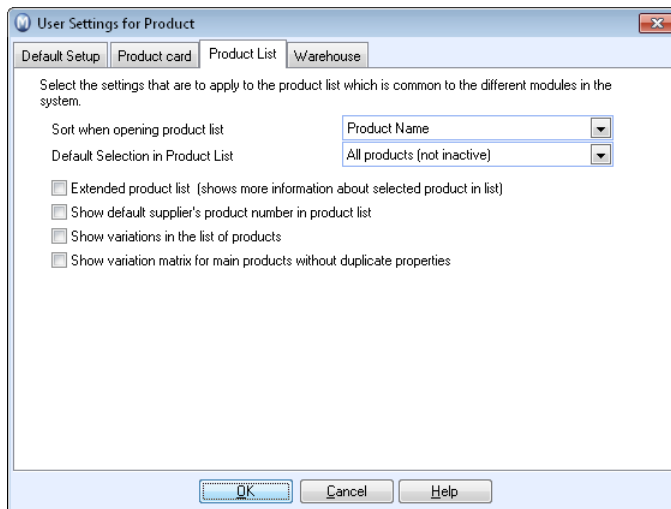 User Settings for Product
Default Setup Product card Product List Warehouse
Select the settings that are to apply to the product list which is common to the different modules in the
system.
Sort when opening product list Product Name
Default Selection in Product List All products (not inactive)
Extended product list (shows more information about selected product in list)
Show default supplier's product number in product list
Show variations in the list of products
Show variation matrix for main products without duplicate properties
OK Cancel Help